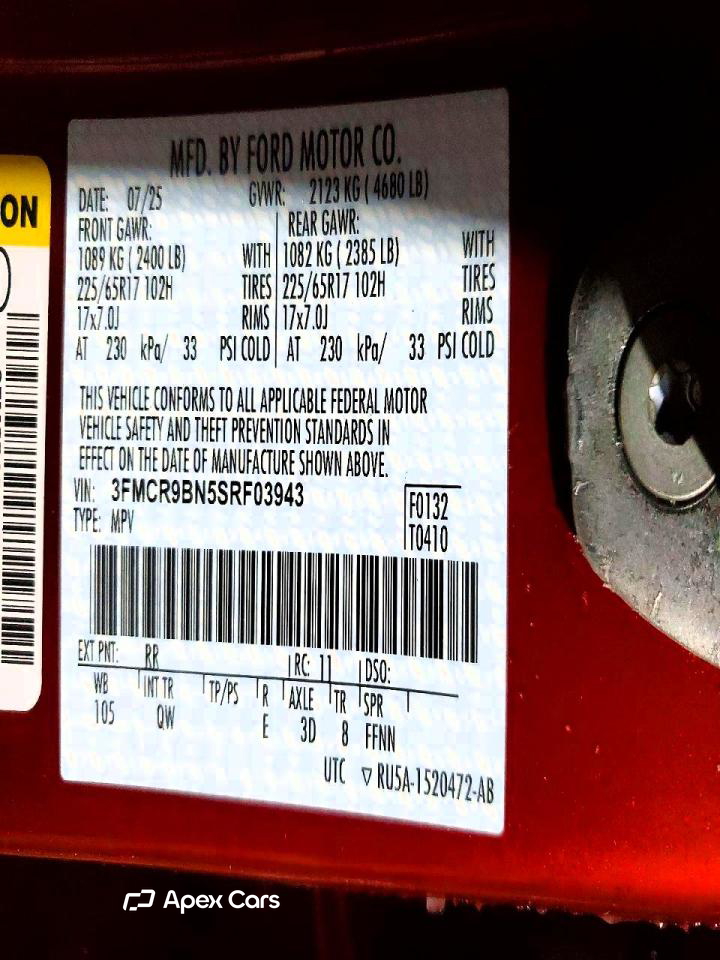 ON
MFD. BY FORD MOTOR CO.
DATE: 07/25 GVWR: 2123 KG ( 4680 LB)
FRONT GAWR: REAR GAWR:
1089 KG ( 2400 LB) WITH 1082 KG ( 2385 LB) WITH
225/65R17 102H TIRES 225/65R17 102H TIRES
17x7.0J RIMS 17x7.0J RIMS
AT 230 kPa/ 33 PSI COLD AT 230 kPa/ 33 PSI COLD
THIS VEHICLE CONFORMS TO ALL APPLICABLE FEDERAL MOTOR
VEHICLE SAFETY AND THEFT PREVENTION STANDARDS IN
EFFECT ON THE DATE OF MANUFACTURE SHOWN ABOVE.
VIN: 3FMCR9BN5SRF03943 F0132
TYPE: MPV T0410
EXT PNT: RR RC: 11 DSO:
WB INT TR TP/PS R AXLE TR SPR
105 QW E 3D 8 FFNN
UTC ▽ RU5A-1520472-AB
Apex Cars